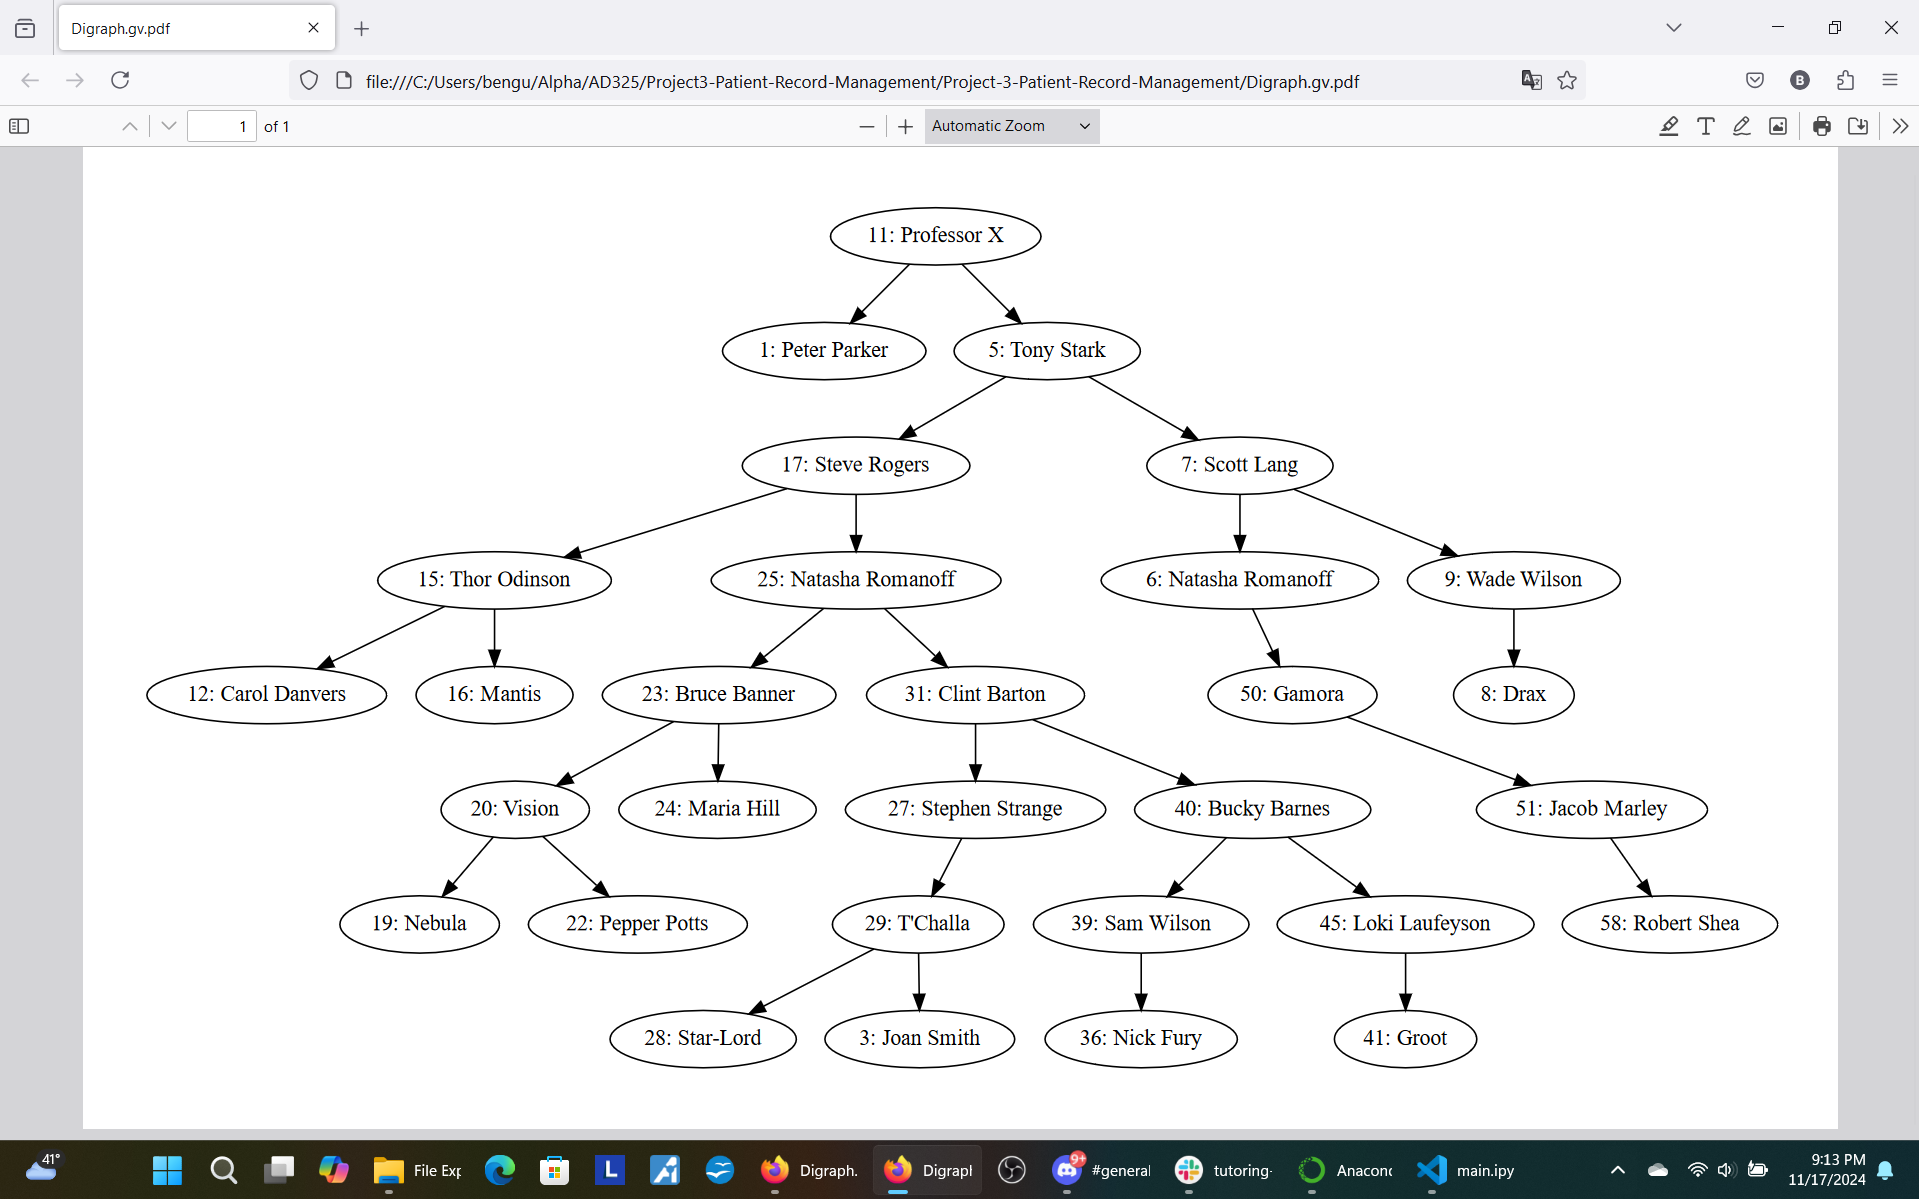 Digraph.gv.pdf
file:///C:/Users/bengu/Alpha/AD325/Project3-Patient-Record-Management/Project-3-Patient-Record-Management/Digraph.gv.pdf
B
1 of 1
Automatic Zoom
11: Professor X
1: Peter Parker
5: Tony Stark
17: Steve Rogers
7: Scott Lang
15: Thor Odinson
25: Natasha Romanoff
6: Natasha Romanoff
9: Wade Wilson
12: Carol Danvers
16: Mantis
23: Bruce Banner
31: Clint Barton
50: Gamora
8: Drax
20: Vision
24: Maria Hill
27: Stephen Strange
40: Bucky Barnes
51: Jacob Marley
19: Nebula
22: Pepper Potts
29: T'Challa
39: Sam Wilson
45: Loki Laufeyson
58: Robert Shea
28: Star-Lord
3: Joan Smith
36: Nick Fury
41: Groot
41°
File Exp
L
Digraph.
Digrapl
9+
#general
tutoring-
Anacond
main.ipy
9:13 PM
11/17/2024